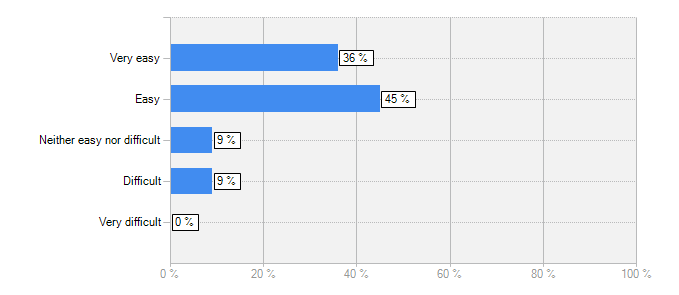 Very easy 36 %
Easy 45 %
Neither easy nor difficult 9 %
Difficult 9 %
Very difficult 0 %
0 % 20 % 40 % 60 % 80 % 100 %